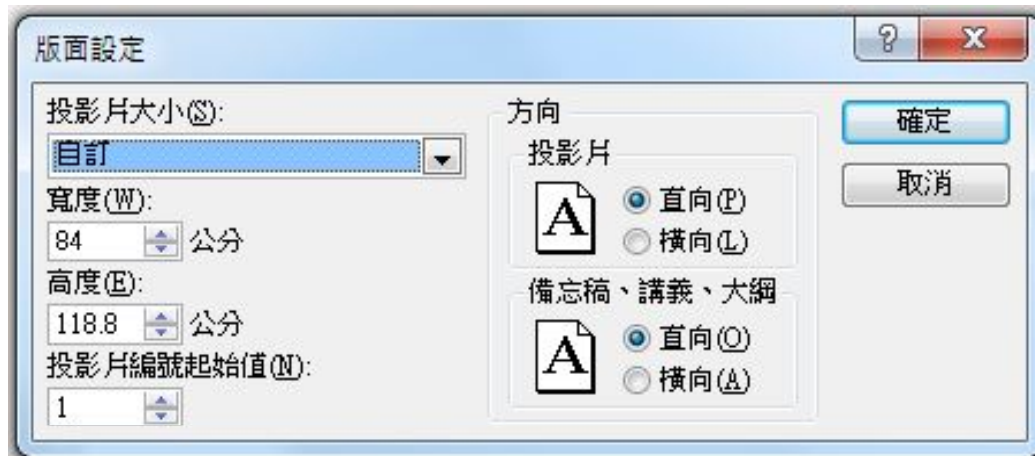 版面設定
投影片大小(S):
自訂
寬度(W):
84 公分
高度(E):
118.8 公分
投影片編號起始值(N):
1
方向
投影片
A
直向(P)
橫向(L)
備忘稿、講義、大綱
A
直向(O)
橫向(A)
確定
取消